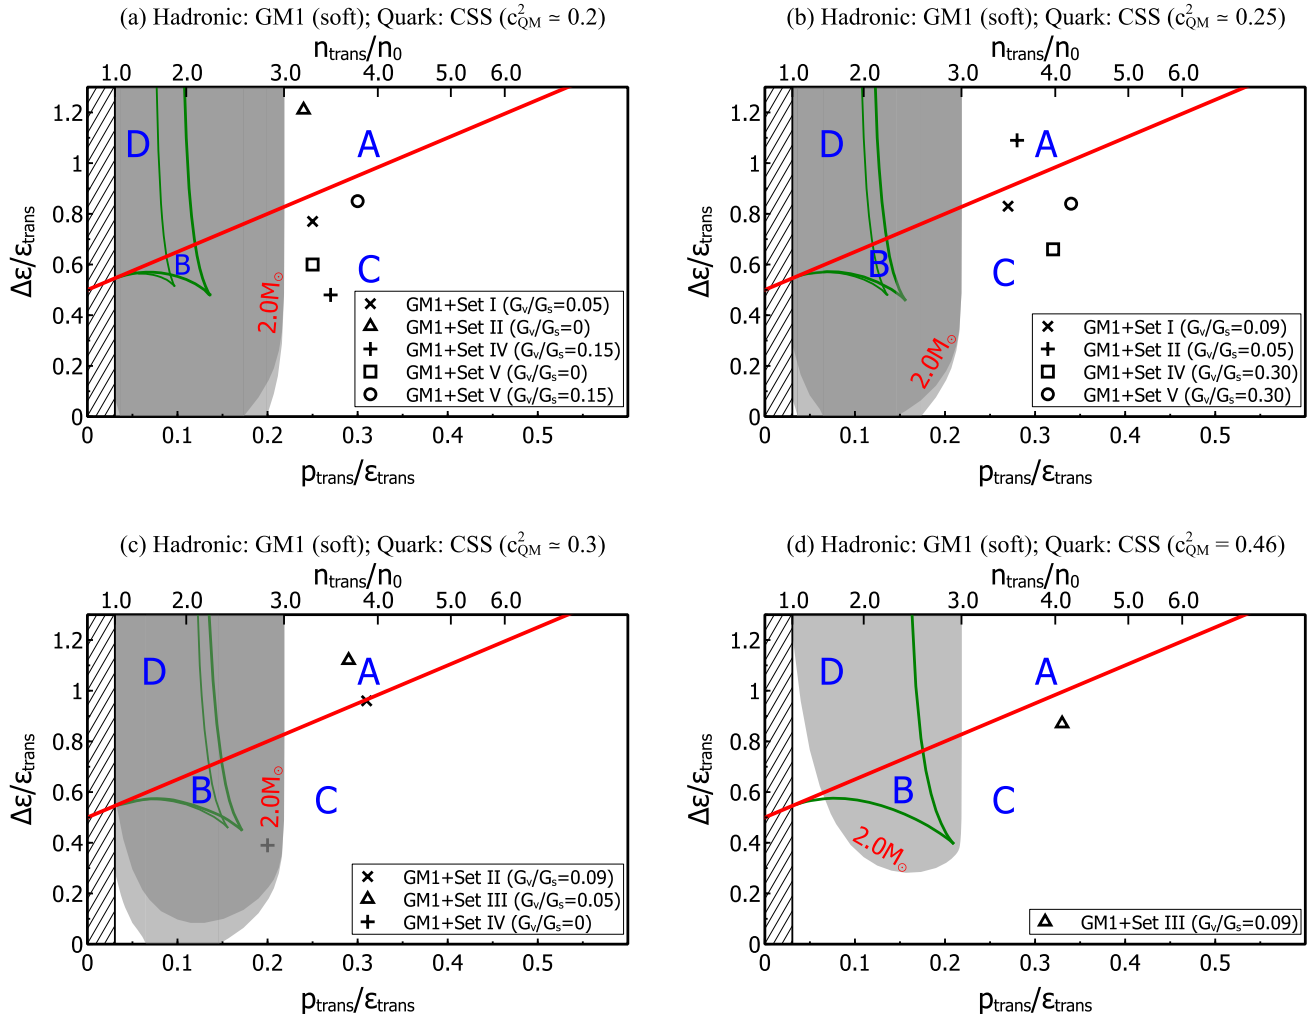 (a) Hadronic: GM1 (soft); Quark: CSS (c²QM ≃ 0.2)
ntrans/n0
1.0 2.0 3.0 4.0 5.0 6.0
Δε/εtrans
1.2
1
0.8
0.6
0.4
0.2
0
D
A
B
C
2.0M⊙
GM1+Set I (Gv/Gs=0.05)
GM1+Set II (Gv/Gs=0)
GM1+Set IV (Gv/Gs=0.15)
GM1+Set V (Gv/Gs=0)
GM1+Set V (Gv/Gs=0.15)
0 0.1 0.2 0.3 0.4 0.5
ptrans/εtrans
(b) Hadronic: GM1 (soft); Quark: CSS (c²QM ≃ 0.25)
ntrans/n0
1.0 2.0 3.0 4.0 5.0 6.0
Δε/εtrans
1.2
1
0.8
0.6
0.4
0.2
0
D
A
B
C
2.0M⊙
GM1+Set I (Gv/Gs=0.09)
GM1+Set II (Gv/Gs=0.05)
GM1+Set IV (Gv/Gs=0.30)
GM1+Set V (Gv/Gs=0.30)
0 0.1 0.2 0.3 0.4 0.5
ptrans/εtrans
(c) Hadronic: GM1 (soft); Quark: CSS (c²QM ≃ 0.3)
ntrans/n0
1.0 2.0 3.0 4.0 5.0 6.0
Δε/εtrans
1.2
1
0.8
0.6
0.4
0.2
0
D
A
B
C
2.0M⊙
GM1+Set II (Gv/Gs=0.09)
GM1+Set III (Gv/Gs=0.05)
GM1+Set IV (Gv/Gs=0)
0 0.1 0.2 0.3 0.4 0.5
ptrans/εtrans
(d) Hadronic: GM1 (soft); Quark: CSS (c²QM = 0.46)
ntrans/n0
1.0 2.0 3.0 4.0 5.0 6.0
Δε/εtrans
1.2
1
0.8
0.6
0.4
0.2
0
D
A
B
C
2.0M⊙
GM1+Set III (Gv/Gs=0.09)
0 0.1 0.2 0.3 0.4 0.5
ptrans/εtrans